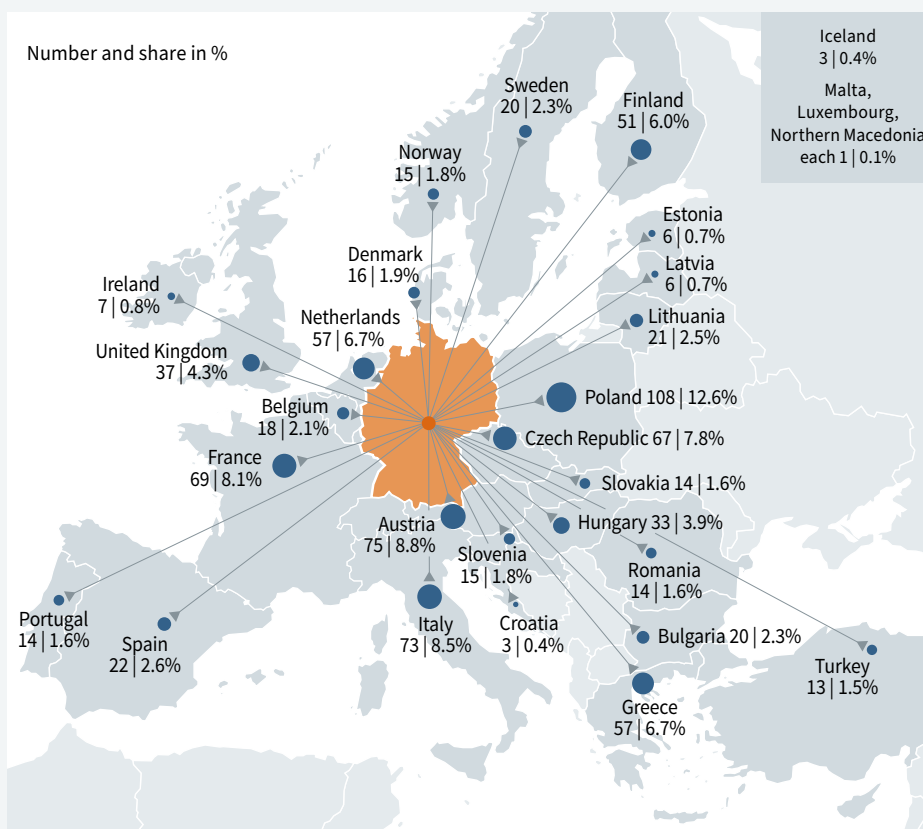 Number and share in %
Iceland
3 | 0.4%
Malta,
Luxembourg,
Northern Macedonia
each 1 | 0.1%
Sweden
20 | 2.3%
Finland
51 | 6.0%
Norway
15 | 1.8%
Estonia
6 | 0.7%
Denmark
16 | 1.9%
Latvia
6 | 0.7%
Ireland
7 | 0.8%
Netherlands
57 | 6.7%
Lithuania
21 | 2.5%
United Kingdom
37 | 4.3%
Poland 108 | 12.6%
Belgium
18 | 2.1%
Czech Republic 67 | 7.8%
France
69 | 8.1%
Slovakia 14 | 1.6%
Austria
75 | 8.8%
Hungary 33 | 3.9%
Slovenia
15 | 1.8%
Romania
14 | 1.6%
Portugal
14 | 1.6%
Spain
22 | 2.6%
Italy
73 | 8.5%
Croatia
3 | 0.4%
Bulgaria 20 | 2.3%
Turkey
13 | 1.5%
Greece
57 | 6.7%